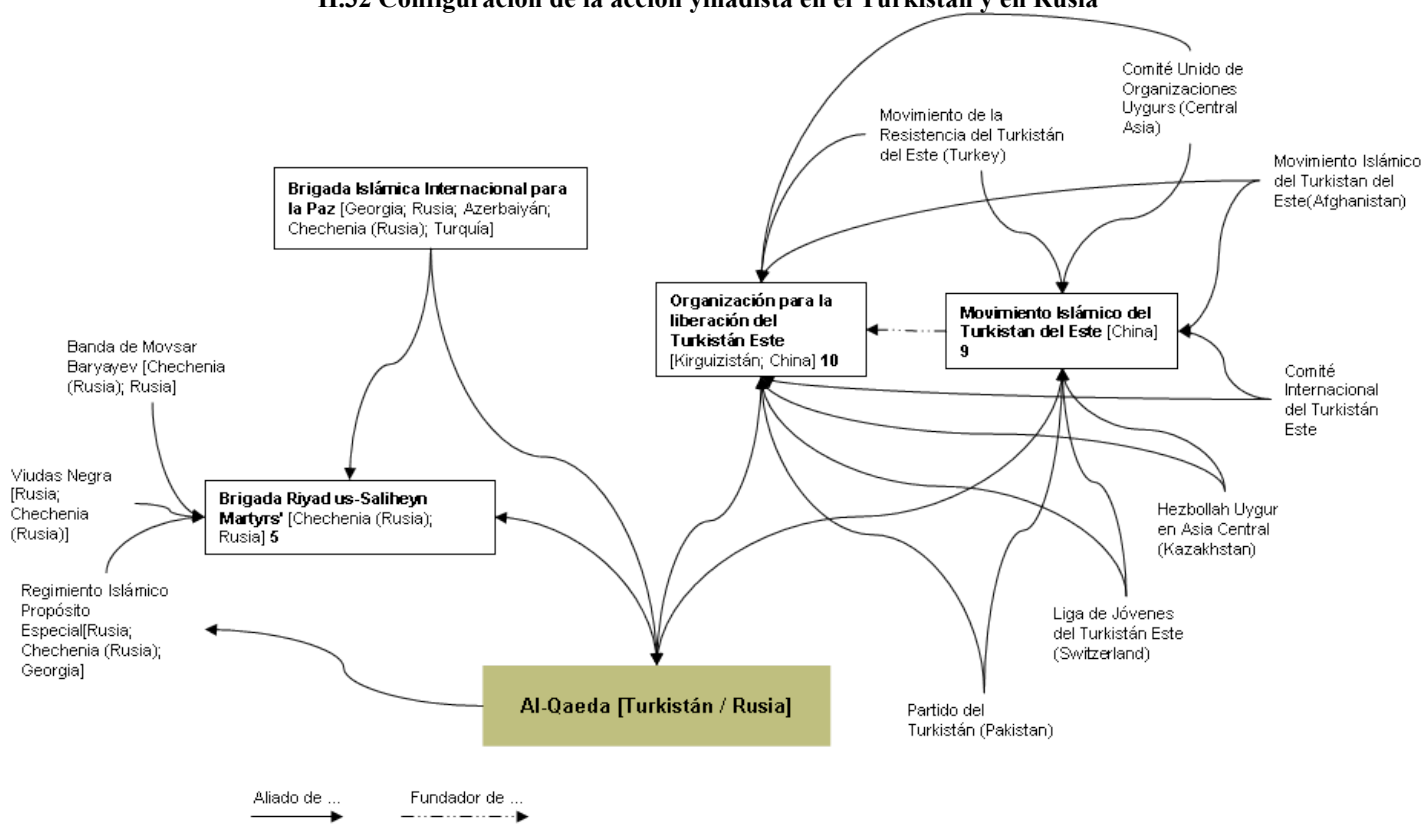 II.32 Configuración de la acción yihadista en el Turkistán y en Rusia
Comité Unido de
Organizaciones
Uygurs (Central
Asia)
Movimiento de la
Resistencia del Turkistán
del Este (Turkey)
Movimiento Islámico
del Turkistan del
Este(Afghanistan)
Brigada Islámica Internacional para
la Paz [Georgia; Rusia; Azerbaiyán;
Chechenia (Rusia); Turquía]
Organización para la
liberación del
Turkistán Este
[Kirguizistán; China] 10
Movimiento Islámico del
Turkistan del Este [China]
9
Banda de Movsar
Baryayev [Chechenia
(Rusia); Rusia]
Comité
Internacional
del Turkistán
Este
Viudas Negra
[Rusia;
Chechenia
(Rusia)]
Brigada Riyad us-Saliheyn
Martyrs' [Chechenia (Rusia);
Rusia] 5
Hezbollah Uygur
en Asia Central
(Kazakhstan)
Regimiento Islámico
Propósito
Especial[Rusia;
Chechenia (Rusia);
Georgia]
Liga de Jóvenes
del Turkistán Este
(Switzerland)
Al-Qaeda [Turkistán / Rusia]
Partido del
Turkistán (Pakistan)
Aliado de ...
Fundador de ...